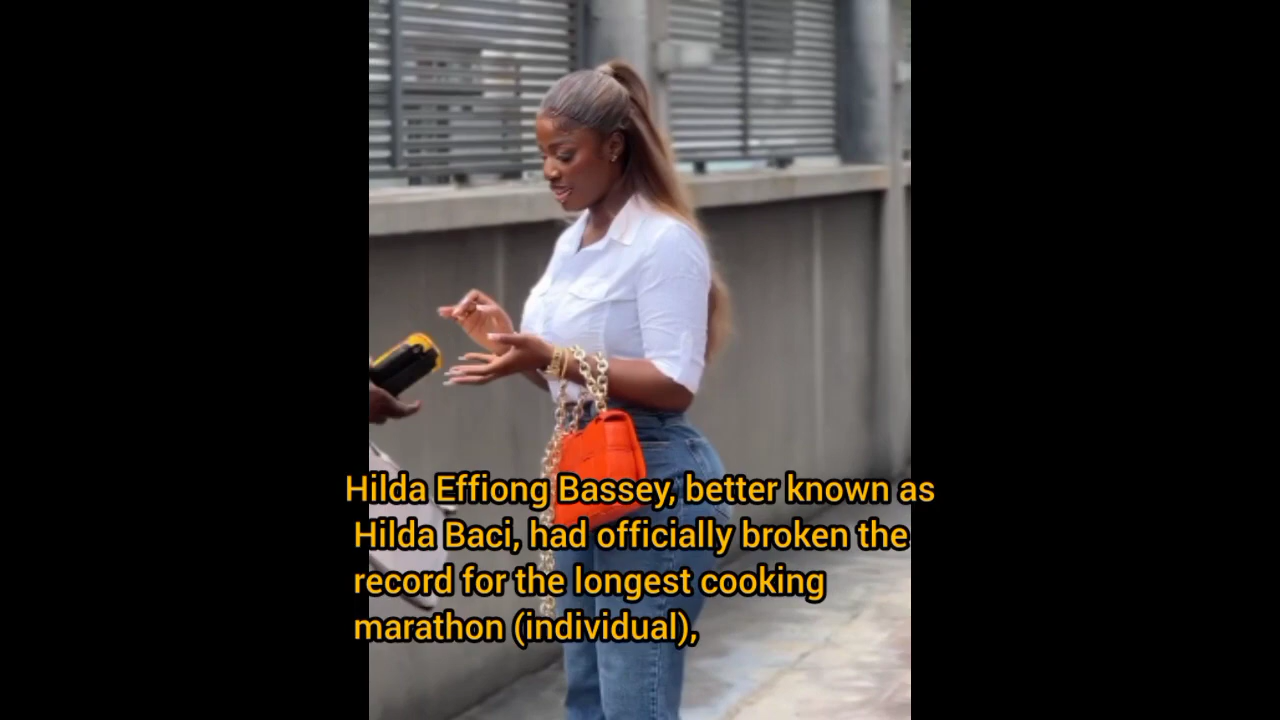 Hilda Effiong Bassey, better known as
Hilda Baci, had officially broken the
record for the longest cooking
marathon (individual),